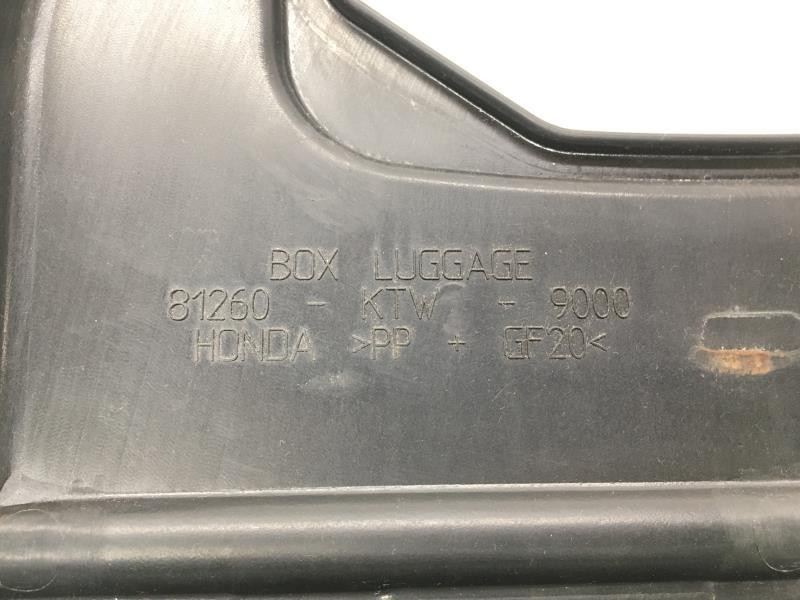 BOX LUGGAGE
81260 - KTW - 9000
HONDA >PP + GF20<